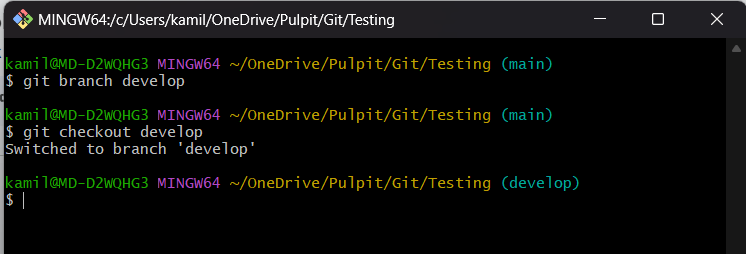 MINGW64:/c/Users/kamil/OneDrive/Pulpit/Git/Testing
kamil@MD-D2WQHG3 MINGW64 ~/OneDrive/Pulpit/Git/Testing (main)
$ git branch develop
kamil@MD-D2WQHG3 MINGW64 ~/OneDrive/Pulpit/Git/Testing (main)
$ git checkout develop
Switched to branch 'develop'
kamil@MD-D2WQHG3 MINGW64 ~/OneDrive/Pulpit/Git/Testing (develop)
$